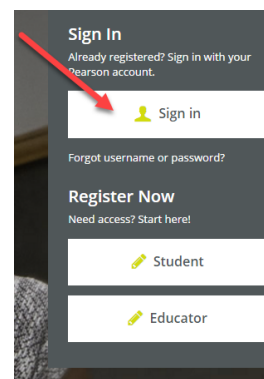 Sign In
Already registered? Sign in with your
Pearson account.
Sign in
Forgot username or password?
Register Now
Need access? Start here!
Student
Educator